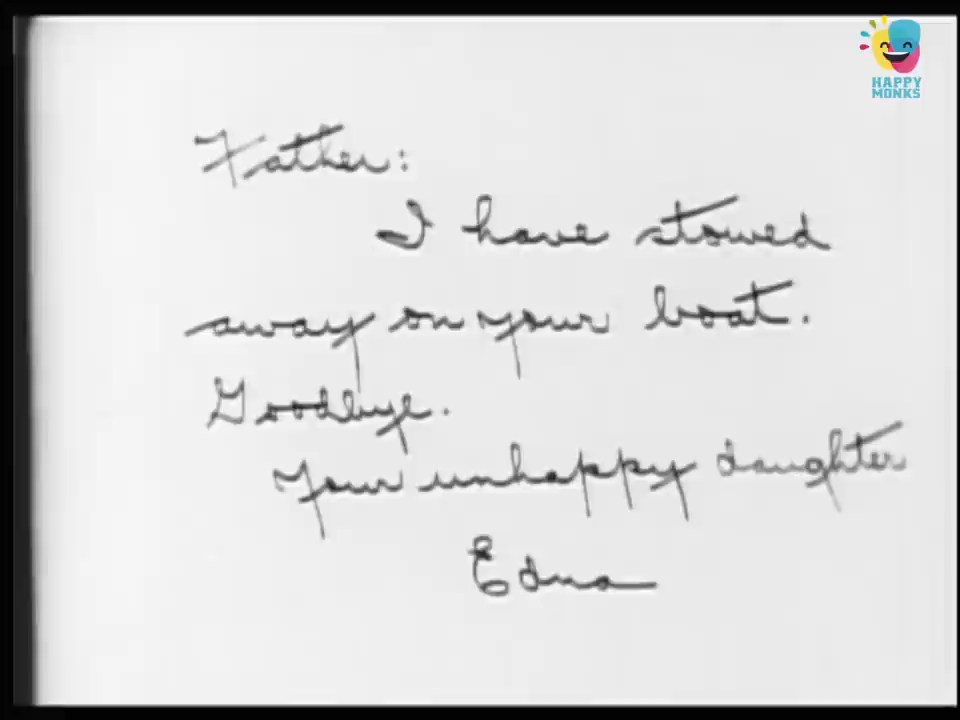 HAPPY
MONKS
Father:
I have stowed
away on your boat.
Goodbye.
Your unhappy daughter
Edna